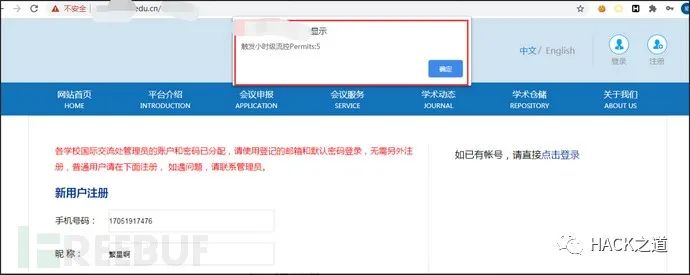 不安全
edu.cn/
显示
触发小时级流控Permits:5
确定
中文 / English
登录
注册
网站首页 平台介绍 会议申报 会议服务 学术动态 学术仓储 关于我们
HOME INTRODUCTION APPLICATION SERVICE JOURNAL REPOSITORY ABOUT US
各学校国际交流处管理员的账户和密码已分配，请使用登记的邮箱和默认密码登录，无需另外注
册，普通用户请在下面注册， 如遇问题，请联系管理员。
如已有帐号，请直接点击登录
新用户注册
手机号码： 17051917476
昵 称： 繁星啊
FREEBUF
HACK之道